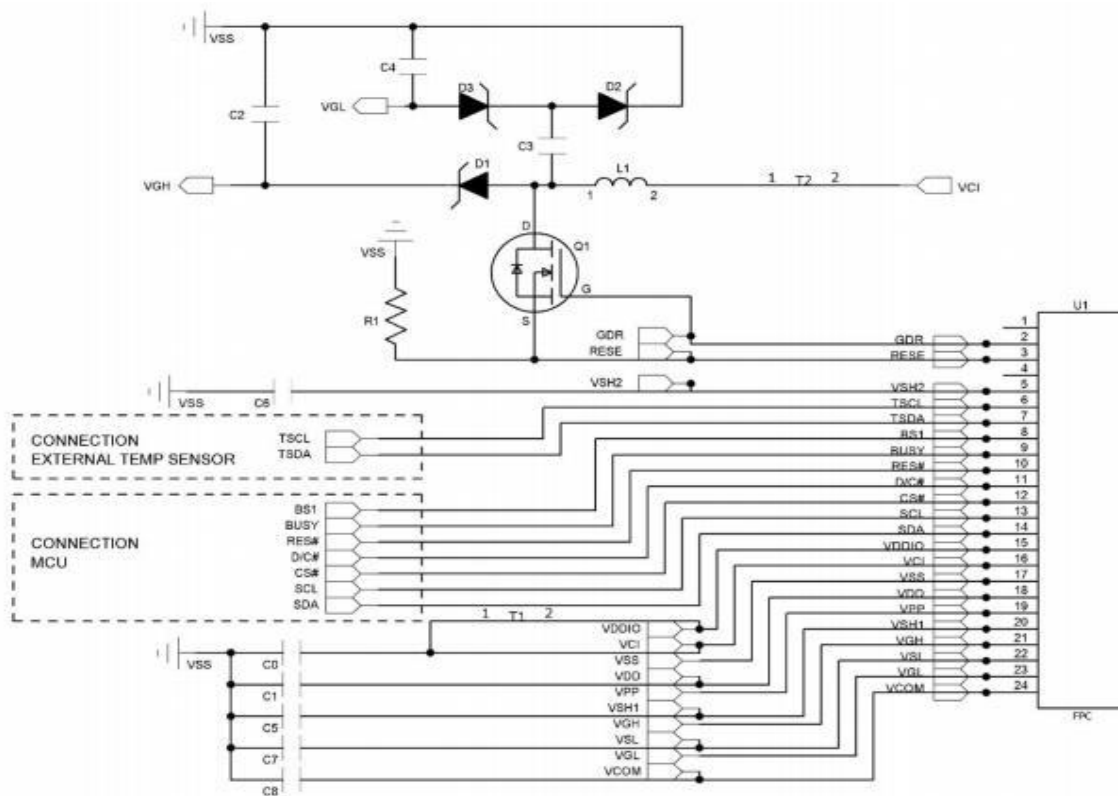 VSS
C4
D3
D2
VGL
C2
C3
D1
L1
VGH
1
2
1 T2 2
VCI
D
VSS
Q1
G
R1
S
U1
GDR
RESE
VSH2
VSS
C6
GDR
RESE
VSH2
TSCL
TSDA
BS1
BUSY
RES#
D/C#
CS#
SCL
SDA
VDDIO
VCI
VSS
VDD
VPP
VSH1
VGH
VSL
VGL
VCOM
1
2
3
4
5
6
7
8
9
10
11
12
13
14
15
16
17
18
19
20
21
22
23
24
FPC
CONNECTION
EXTERNAL TEMP SENSOR
TSCL
TSDA
CONNECTION
MCU
BS1
BUSY
RES#
D/C#
CS#
SCL
SDA
1 T1 2
VSS
C0
C1
C5
C7
C8
VDDIO
VCI
VSS
VDD
VPP
VSH1
VGH
VSL
VGL
VCOM